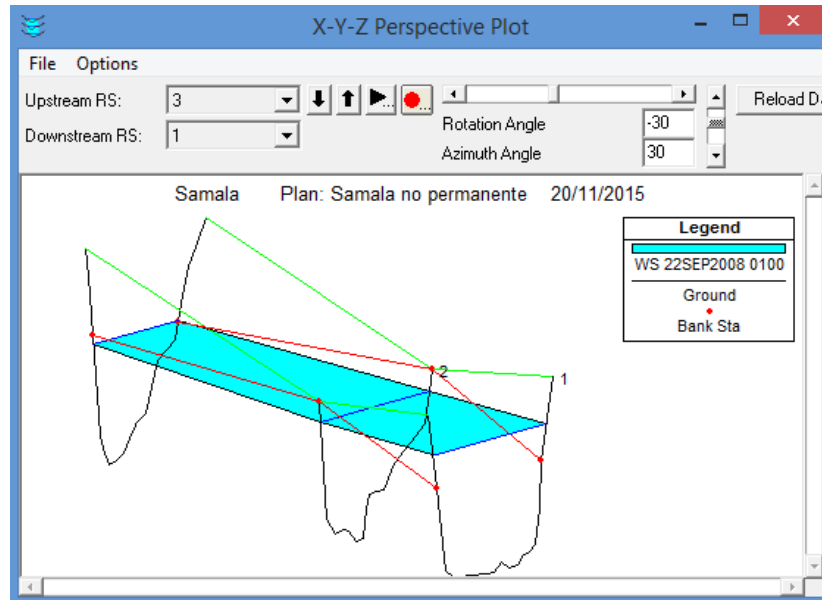 X-Y-Z Perspective Plot
File Options
Upstream RS: 3
Downstream RS: 1
Rotation Angle -30
Azimuth Angle 30
Reload D
Samala Plan: Samala no permanente 20/11/2015
Legend
WS 22SEP2008 0100
Ground
Bank Sta
2
1